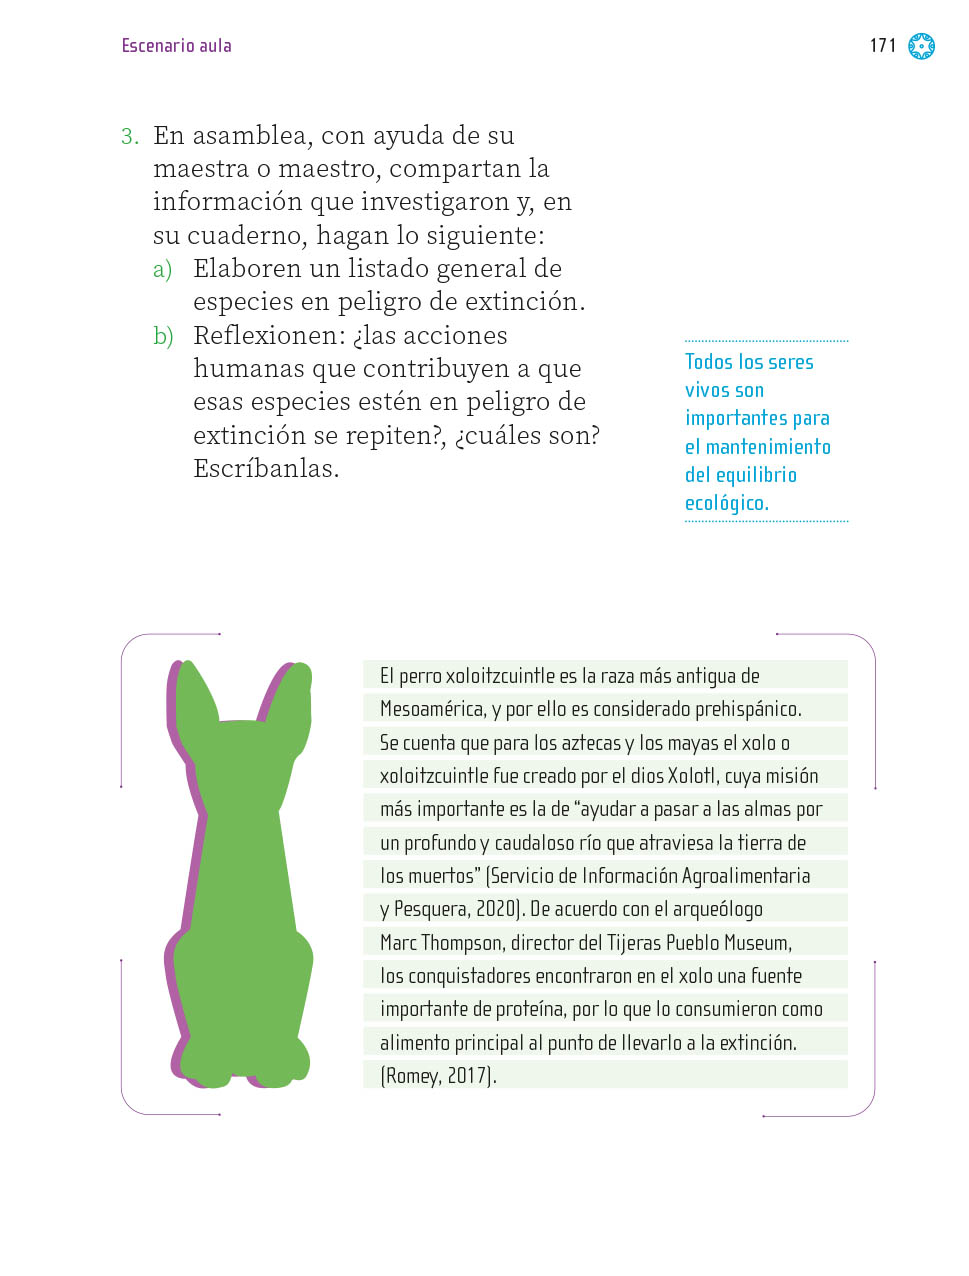 Escenario aula
171
3. En asamblea, con ayuda de su
maestra o maestro, compartan la
información que investigaron y, en
su cuaderno, hagan lo siguiente:
a) Elaboren un listado general de
especies en peligro de extinción.
b) Reflexionen: ¿las acciones
humanas que contribuyen a que
esas especies estén en peligro de
extinción se repiten?, ¿cuáles son?
Escríbanlas.
Todos los seres
vivos son
importantes para
el mantenimiento
del equilibrio
ecológico.
El perro xoloitzcuintle es la raza más antigua de
Mesoamérica, y por ello es considerado prehispánico.
Se cuenta que para los aztecas y los mayas el xolo o
xoloitzcuintle fue creado por el dios Xolotl, cuya misión
más importante es la de “ayudar a pasar a las almas por
un profundo y caudaloso río que atraviesa la tierra de
los muertos” (Servicio de Información Agroalimentaria
y Pesquera, 2020). De acuerdo con el arqueólogo
Marc Thompson, director del Tijeras Pueblo Museum,
los conquistadores encontraron en el xolo una fuente
importante de proteína, por lo que lo consumieron como
alimento principal al punto de llevarlo a la extinción.
(Romey, 2017).